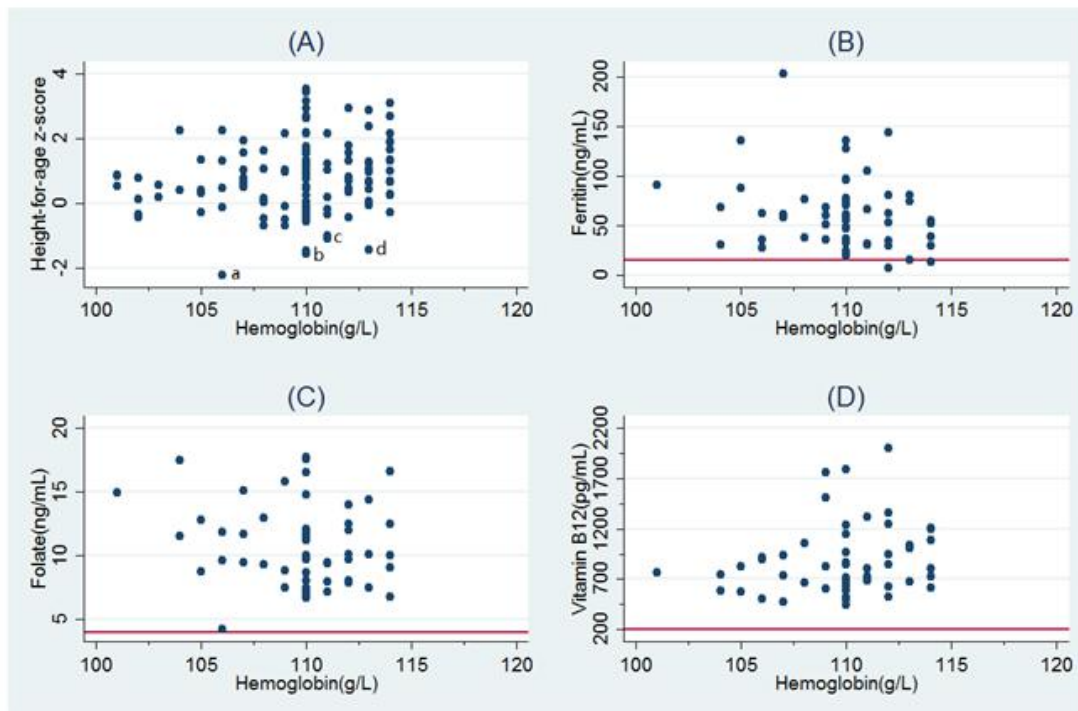 (A)
Height-for-age z-score
4
2
0
-2
a
b
c
d
100 105 110 115 120
Hemoglobin(g/L)
(B)
Ferritin(ng/mL)
200
150
100
50
0
100 105 110 115 120
Hemoglobin(g/L)
(C)
Folate(ng/mL)
20
15
10
5
100 105 110 115 120
Hemoglobin(g/L)
(D)
Vitamin B12(pg/mL)
2200
1700
1200
700
200
100 105 110 115 120
Hemoglobin(g/L)